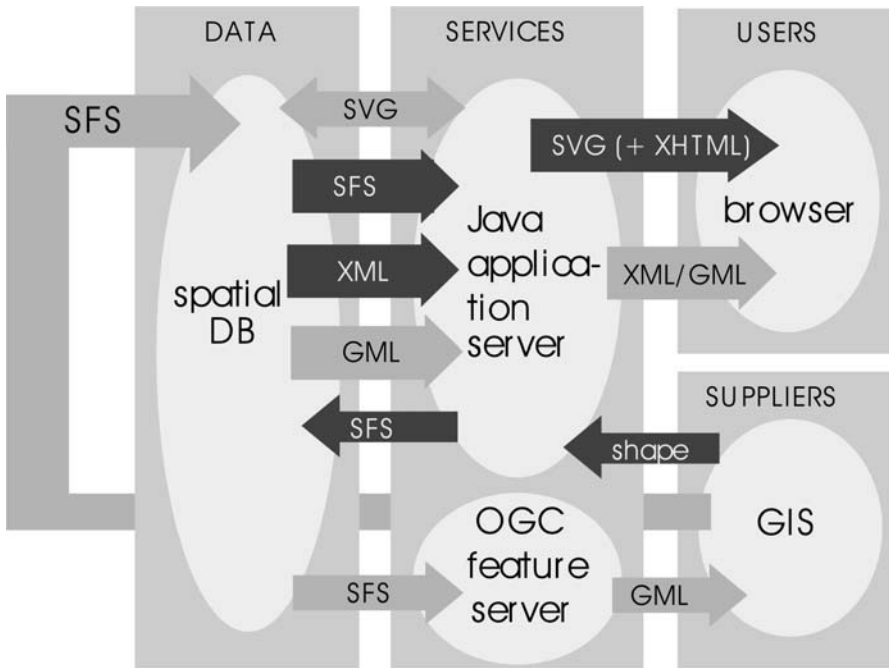 DATA
SERVICES
USERS
SFS
SVG
SVG (+ XHTML)
SFS
browser
Java
applica-
tion
server
XML
XML/GML
spatial
DB
GML
SUPPLIERS
SFS
shape
OGC
feature
server
GIS
SFS
GML